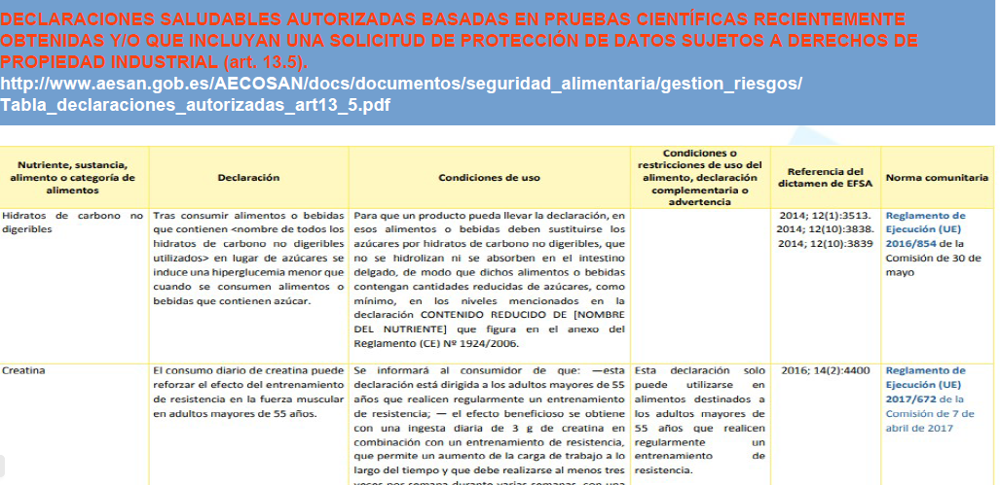 DECLARACIONES SALUDABLES AUTORIZADAS BASADAS EN PRUEBAS CIENTÍFICAS RECIENTEMENTE
OBTENIDAS Y/O QUE INCLUYAN UNA SOLICITUD DE PROTECCIÓN DE DATOS SUJETOS A DERECHOS DE
PROPIEDAD INDUSTRIAL (art. 13.5).
http://www.aesan.gob.es/AECOSAN/docs/documentos/seguridad_alimentaria/gestion_riesgos/
Tabla_declaraciones_autorizadas_art13_5.pdf
Nutriente, sustancia,
alimento o categoría de
alimentos
Declaración
Condiciones de uso
Condiciones o
restricciones de uso del
alimento, declaración
complementaria o
advertencia
Referencia del
dictamen de EFSA
Norma comunitaria
Hidratos de carbono no
digeribles
Tras consumir alimentos o bebidas
que contienen <nombre de todos los
hidratos de carbono no digeribles
utilizados> en lugar de azúcares se
induce una hiperglucemia menor que
cuando se consumen alimentos o
bebidas que contienen azúcar.
Para que un producto pueda llevar la declaración, en
esos alimentos o bebidas deben sustituirse los
azúcares por hidratos de carbono no digeribles, que
no se hidrolizan ni se absorben en el intestino
delgado, de modo que dichos alimentos o bebidas
contengan cantidades reducidas de azúcares, como
mínimo, en los niveles mencionados en la
declaración CONTENIDO REDUCIDO DE [NOMBRE
DEL NUTRIENTE] que figura en el anexo del
Reglamento (CE) Nº 1924/2006.
2014; 12(1):3513.
2014; 12(10):3838.
2014; 12(10):3839
Reglamento de
Ejecución (UE)
2016/854 de la
Comisión de 30 de
mayo
Creatina
El consumo diario de creatina puede
reforzar el efecto del entrenamiento
de resistencia en la fuerza muscular
en adultos mayores de 55 años.
Se informará al consumidor de que: —esta
declaración está dirigida a los adultos mayores de 55
años que realicen regularmente un entrenamiento
de resistencia; — el efecto beneficioso se obtiene
con una ingesta diaria de 3 g de creatina en
combinación con un entrenamiento de resistencia,
que permite un aumento de la carga de trabajo a lo
largo del tiempo y que debe realizarse al menos tres
veces por semana durante varias semanas, con una
Esta declaración solo
puede utilizarse en
alimentos destinados a
los adultos mayores de
55 años que realicen
regularmente un
entrenamiento de
resistencia.
2016; 14(2):4400
Reglamento de
Ejecución (UE)
2017/672 de la
Comisión de 7 de
abril de 2017